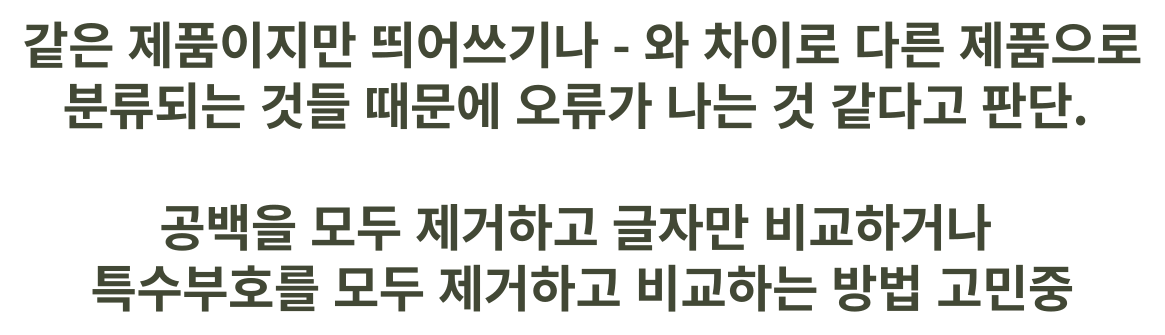 같은 제품이지만 띄어쓰기나 - 와 차이로 다른 제품으로
분류되는 것들 때문에 오류가 나는 것 같다고 판단.
공백을 모두 제거하고 글자만 비교하거나
특수부호를 모두 제거하고 비교하는 방법 고민중